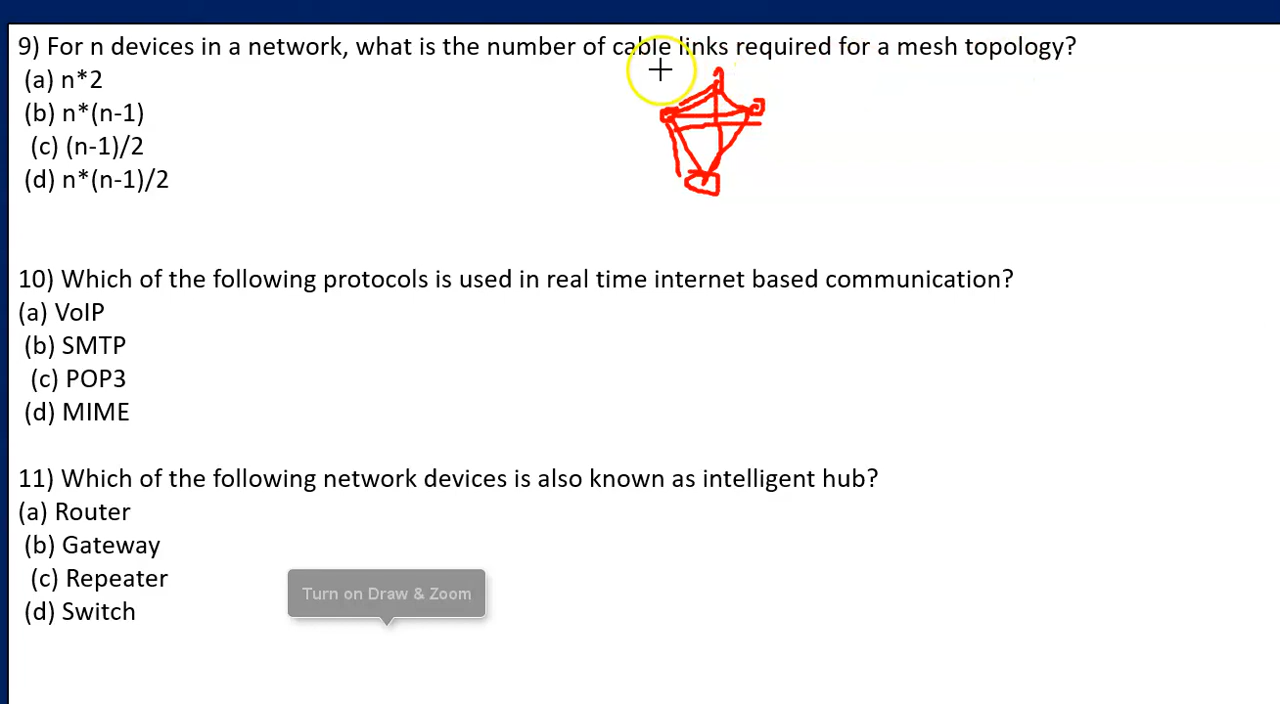 9) For n devices in a network, what is the number of cable links required for a mesh topology?
(a) n*2
(b) n*(n-1)
(c) (n-1)/2
(d) n*(n-1)/2
10) Which of the following protocols is used in real time internet based communication?
(a) VoIP
(b) SMTP
(c) POP3
(d) MIME
11) Which of the following network devices is also known as intelligent hub?
(a) Router
(b) Gateway
(c) Repeater
(d) Switch
Turn on Draw & Zoom